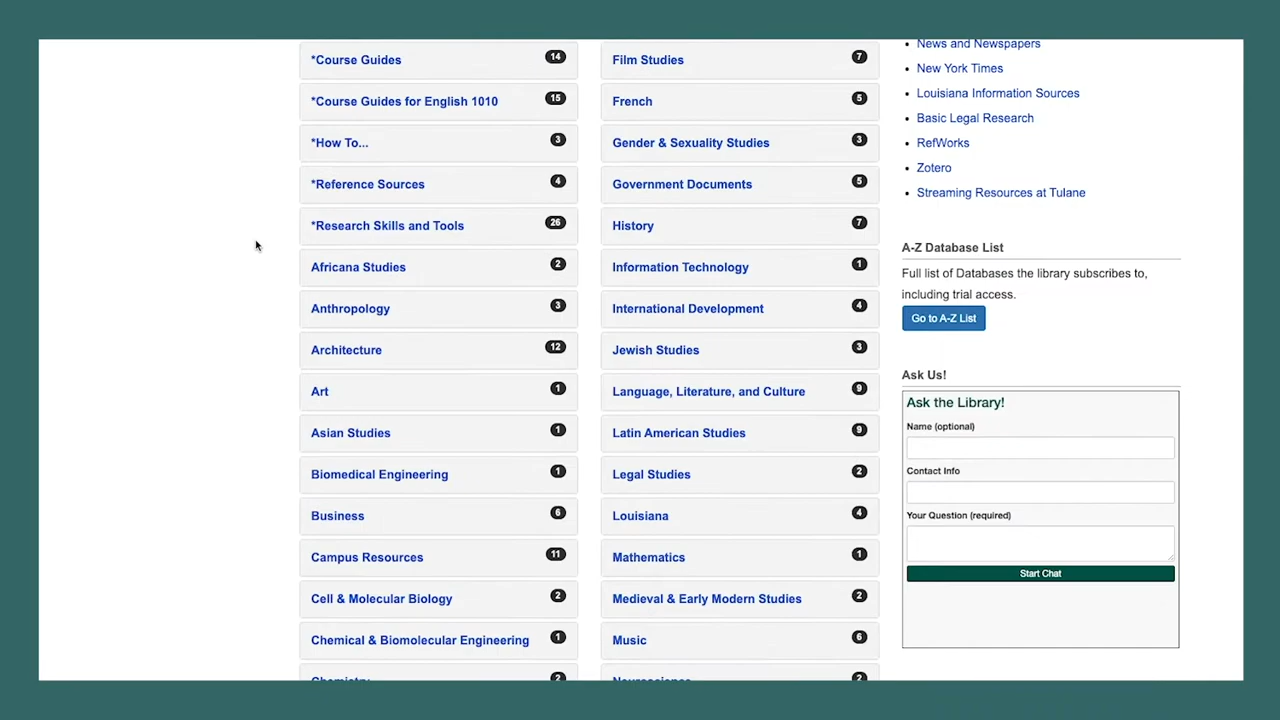 *Course Guides 14
*Course Guides for English 1010 15
*How To... 3
*Reference Sources 4
*Research Skills and Tools 26
Africana Studies 2
Anthropology 3
Architecture 12
Art 1
Asian Studies 1
Biomedical Engineering 1
Business 6
Campus Resources 11
Cell & Molecular Biology 2
Chemical & Biomolecular Engineering 1
Chemistry 2
Film Studies 7
French 5
Gender & Sexuality Studies 3
Government Documents 5
History 7
Information Technology 1
International Development 4
Jewish Studies 3
Language, Literature, and Culture 9
Latin American Studies 9
Legal Studies 2
Louisiana 4
Mathematics 1
Medieval & Early Modern Studies 2
Music 6
Neuroscience 2
News and Newspapers
New York Times
Louisiana Information Sources
Basic Legal Research
RefWorks
Zotero
Streaming Resources at Tulane
A-Z Database List
Full list of Databases the library subscribes to,
including trial access.
Go to A-Z List
Ask Us!
Ask the Library!
Name (optional)
Contact Info
Your Question (required)
Start Chat